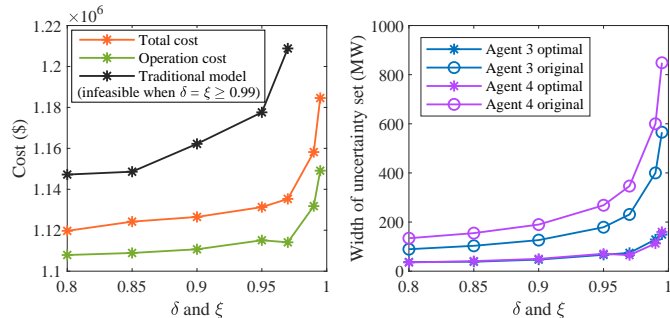 ×10⁶
1.22
1.2
1.18
1.16
1.14
1.12
1.1
Cost ($)
Total cost
Operation cost
Traditional model
(infeasible when δ = ξ ≥ 0.99)
0.8 0.85 0.9 0.95 1
δ and ξ
1000
800
600
400
200
0
Width of uncertainty set (MW)
Agent 3 optimal
Agent 3 original
Agent 4 optimal
Agent 4 original
0.8 0.85 0.9 0.95 1
δ and ξ